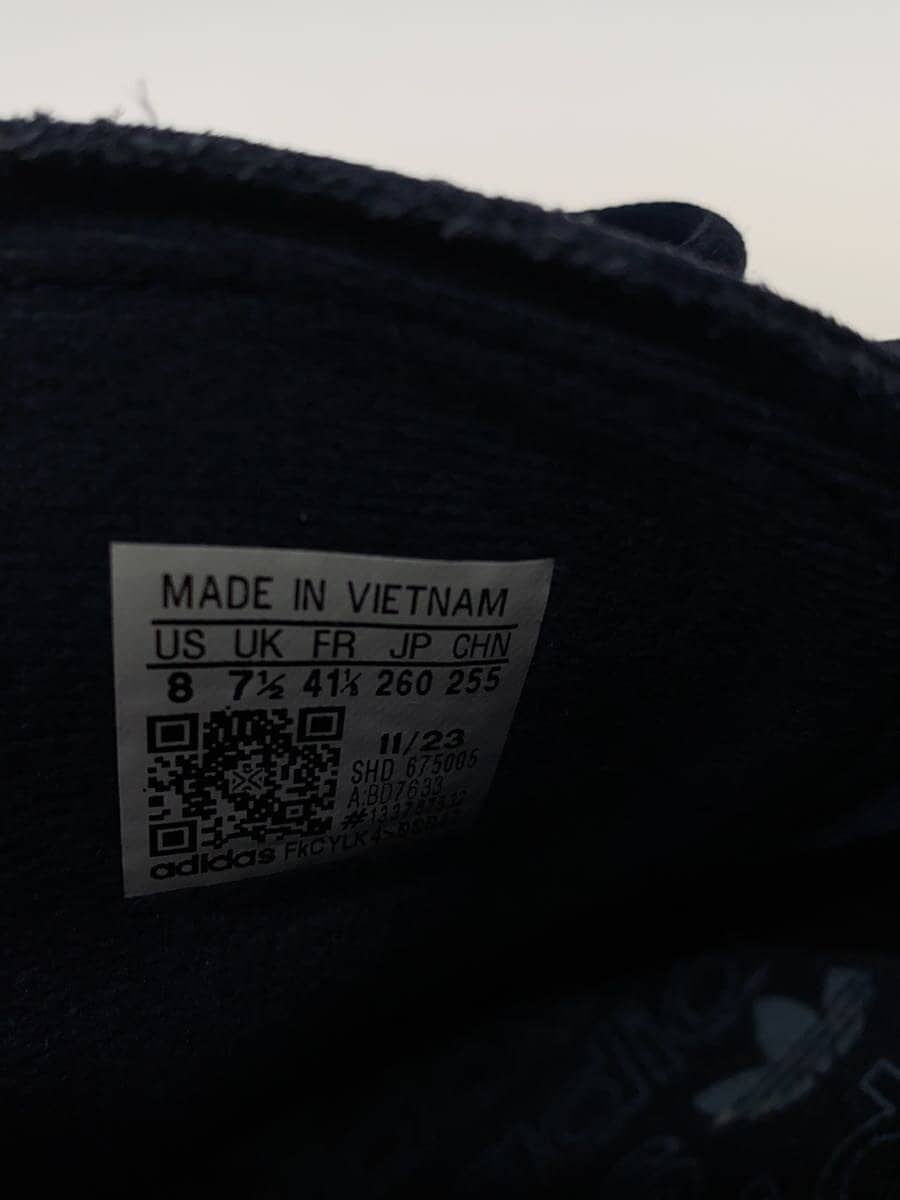 MADE IN VIETNAM
US UK FR JP CHN
8 7½ 41⅓ 260 255
11/23
SHD 675005
A:BD7633
adidas